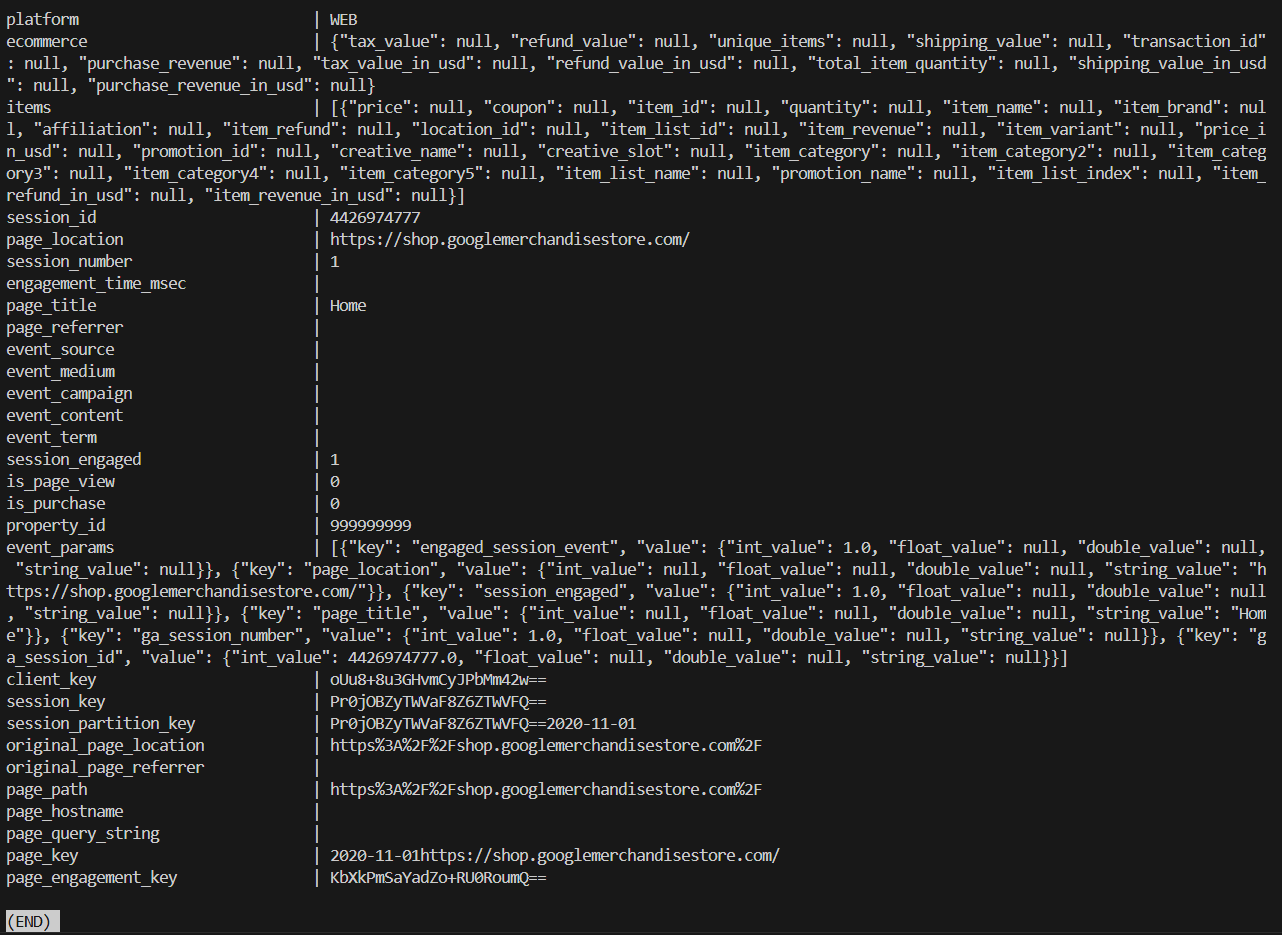 platform | WEB
ecommerce | {"tax_value": null, "refund_value": null, "unique_items": null, "shipping_value": null, "transaction_id"
: null, "purchase_revenue": null, "tax_value_in_usd": null, "refund_value_in_usd": null, "total_item_quantity": null, "shipping_value_in_usd
": null, "purchase_revenue_in_usd": null}
items | [{"price": null, "coupon": null, "item_id": null, "quantity": null, "item_name": null, "item_brand": nul
l, "affiliation": null, "item_refund": null, "location_id": null, "item_list_id": null, "item_revenue": null, "item_variant": null, "price_i
n_usd": null, "promotion_id": null, "creative_name": null, "creative_slot": null, "item_category": null, "item_category2": null, "item_categ
ory3": null, "item_category4": null, "item_category5": null, "item_list_name": null, "promotion_name": null, "item_list_index": null, "item_
refund_in_usd": null, "item_revenue_in_usd": null}]
session_id | 4426974777
page_location | https://shop.googlemerchandisestore.com/
session_number | 1
engagement_time_msec |
page_title | Home
page_referrer |
event_source |
event_medium |
event_campaign |
event_content |
event_term |
session_engaged | 1
is_page_view | 0
is_purchase | 0
property_id | 999999999
event_params | [{"key": "engaged_session_event", "value": {"int_value": 1.0, "float_value": null, "double_value": null,
 "string_value": null}}, {"key": "page_location", "value": {"int_value": null, "float_value": null, "double_value": null, "string_value": "h
ttps://shop.googlemerchandisestore.com/"}}, {"key": "session_engaged", "value": {"int_value": 1.0, "float_value": null, "double_value": null
, "string_value": null}}, {"key": "page_title", "value": {"int_value": null, "float_value": null, "double_value": null, "string_value": "Hom
e"}}, {"key": "ga_session_number", "value": {"int_value": 1.0, "float_value": null, "double_value": null, "string_value": null}}, {"key": "g
a_session_id", "value": {"int_value": 4426974777.0, "float_value": null, "double_value": null, "string_value": null}}]
client_key | oUu8+8u3GHvmCyJPbMm42w==
session_key | Pr0jOBZyTWVaF8Z6ZTWVFQ==
session_partition_key | Pr0jOBZyTWVaF8Z6ZTWVFQ==2020-11-01
original_page_location | https%3A%2F%2Fshop.googlemerchandisestore.com%2F
original_page_referrer |
page_path | https%3A%2F%2Fshop.googlemerchandisestore.com%2F
page_hostname |
page_query_string |
page_key | 2020-11-01https://shop.googlemerchandisestore.com/
page_engagement_key | KbXkPmSaYadZo+RU0RoumQ==
(END)